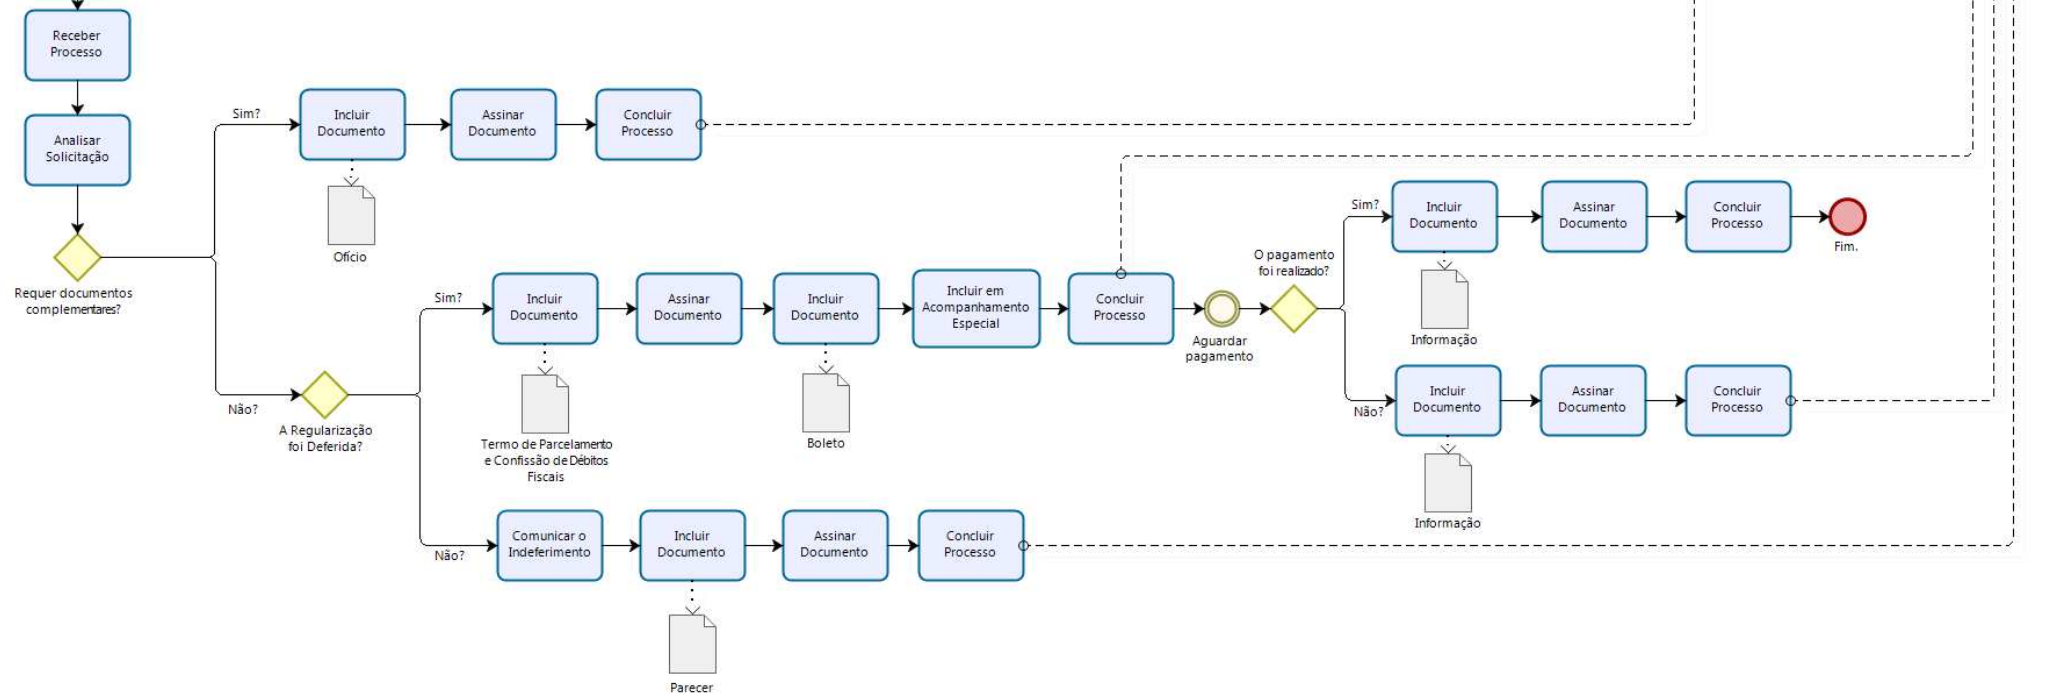 Receber
Processo
Analisar
Solicitação
Requer documentos
complementares?
Sim?
Incluir
Documento
Assinar
Documento
Concluir
Processo
Ofício
Não?
A Regularização
foi Deferida?
Sim?
Incluir
Documento
Assinar
Documento
Incluir
Documento
Incluir em
Acompanhamento
Especial
Concluir
Processo
Aguardar
pagamento
O pagamento
foi realizado?
Termo de Parcelamento
e Confissão de Débitos
Fiscais
Boleto
Sim?
Incluir
Documento
Assinar
Documento
Concluir
Processo
Fim.
Informação
Não?
Incluir
Documento
Assinar
Documento
Concluir
Processo
Informação
Não?
Comunicar o
Indeferimento
Incluir
Documento
Assinar
Documento
Concluir
Processo
Parecer